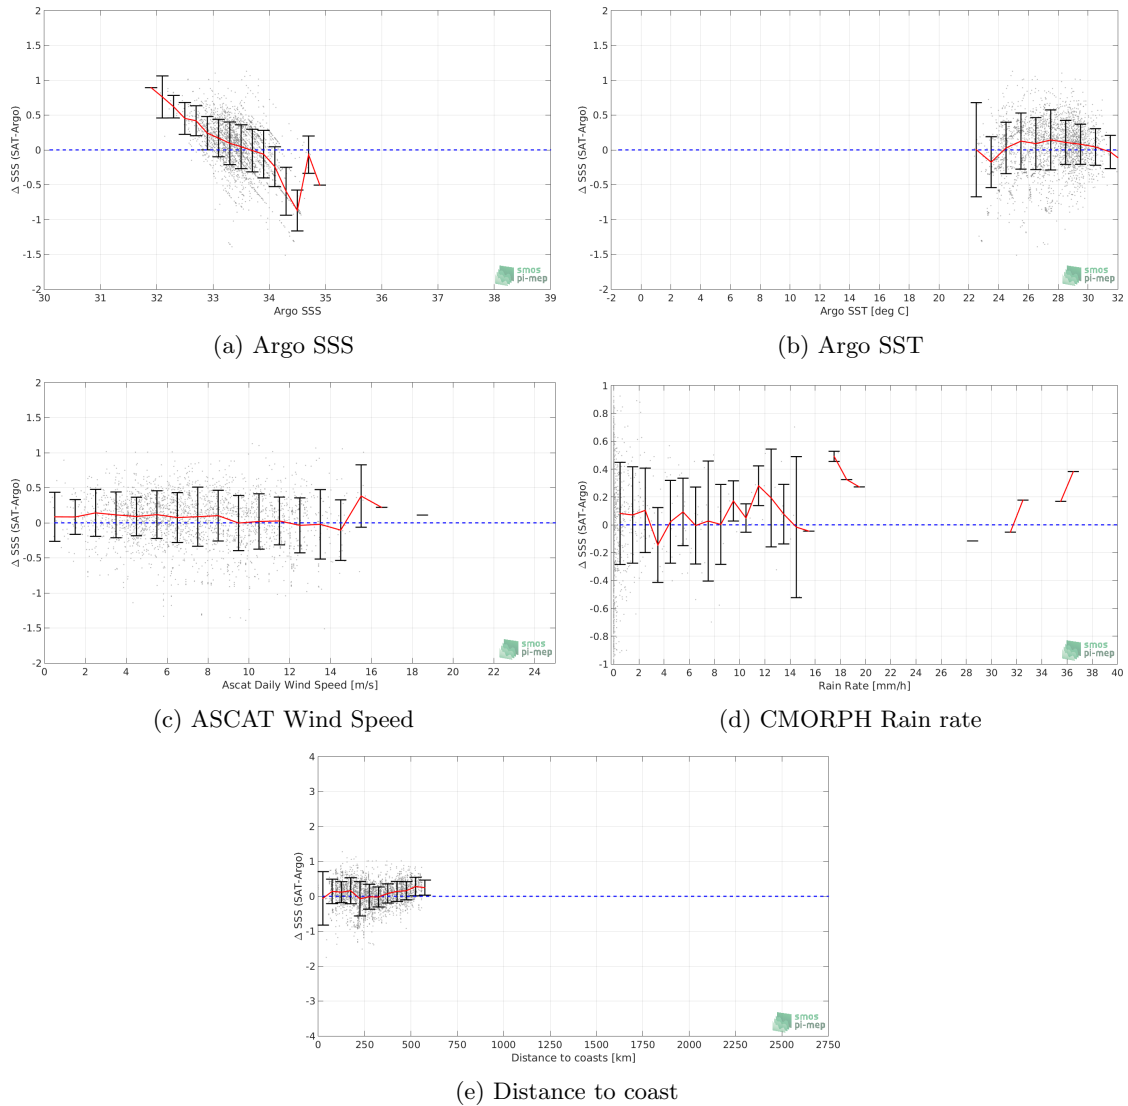 2
1.5
1
0.5
0
-0.5
-1
-1.5
-2
Δ SSS (SAT-Argo)
30 31 32 33 34 35 36 37 38 39
Argo SSS
smos
pi-mep
(a) Argo SSS
2
1.5
1
0.5
0
-0.5
-1
-1.5
-2
Δ SSS (SAT-Argo)
-2 0 2 4 6 8 10 12 14 16 18 20 22 24 26 28 30 32
Argo SST [deg C]
smos
pi-mep
(b) Argo SST
2
1.5
1
0.5
0
-0.5
-1
-1.5
-2
Δ SSS (SAT-Argo)
0 2 4 6 8 10 12 14 16 18 20 22 24
Ascat Daily Wind Speed [m/s]
smos
pi-mep
(c) ASCAT Wind Speed
1
0.8
0.6
0.4
0.2
0
-0.2
-0.4
-0.6
-0.8
-1
Δ SSS (SAT-Argo)
0 2 4 6 8 10 12 14 16 18 20 22 24 26 28 30 32 34 36 38 40
Rain Rate [mm/h]
smos
pi-mep
(d) CMORPH Rain rate
4
3
2
1
0
-1
-2
-3
-4
Δ SSS (SAT-Argo)
0 250 500 750 1000 1250 1500 1750 2000 2250 2500 2750
Distance to coasts [km]
smos
pi-mep
(e) Distance to coast